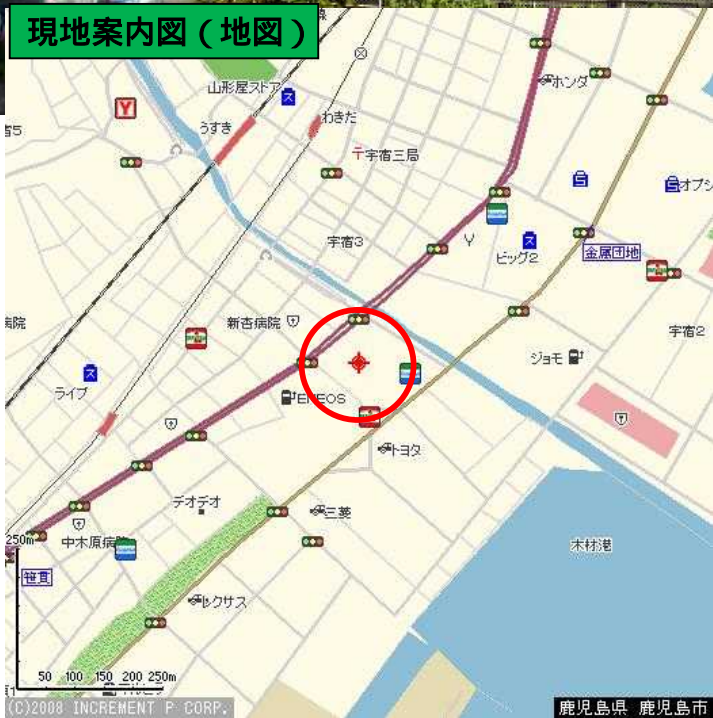 現地案内図(地図)
山形屋ストア
ホンダ
うすき
わきだ
宇宿三局
オプシ
宇宿3
ビッグ2
金属団地
新杏病院
宇宿2
病院
ジョモ
ライブ
ENEOS
トヨタ
デオデオ
三菱
250m
中木原病院
木材港
笹貫
レクサス
50 100 150 200 250m
(C)2008 INCREMENT P CORP.
鹿児島県 鹿児島市